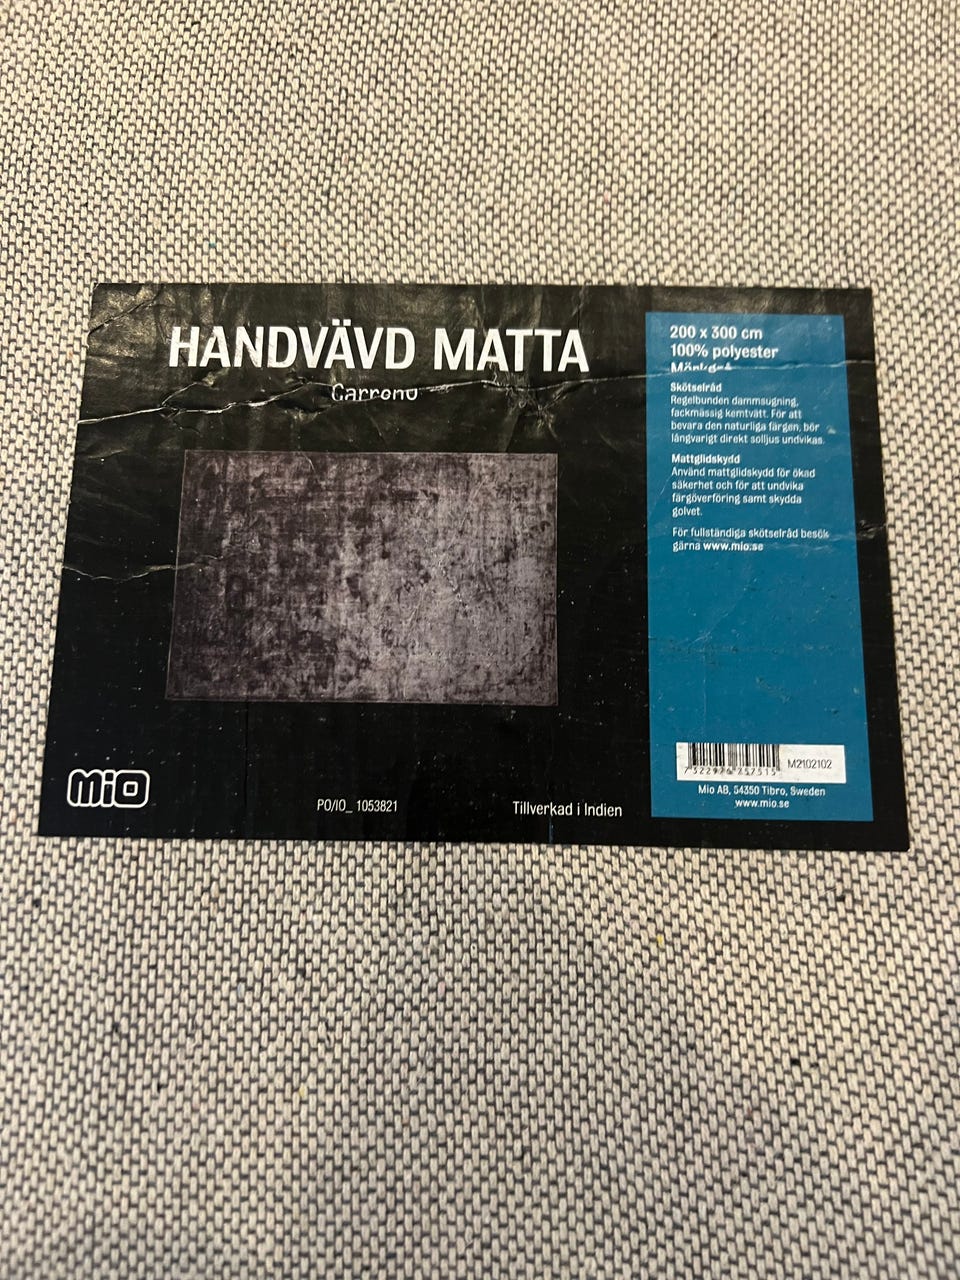 HANDVÄVD MATTA
Carreno
200 x 300 cm
100% polyester
Mörkgrå
Skötselråd
Regelbunden dammsugning,
fackmässig kemtvätt. För att
bevara den naturliga färgen, bör
långvarigt direkt solljus undvikas.
Mattglidskydd
Använd mattglidskydd för ökad
säkerhet och för att undvika
färgöverföring samt skydda
golvet.
För fullständiga skötselråd besök
gärna www.mio.se
M2102102
Mio AB, 54350 Tibro, Sweden
www.mio.se
MiO
PO/IO_ 1053821
Tillverkad i Indien